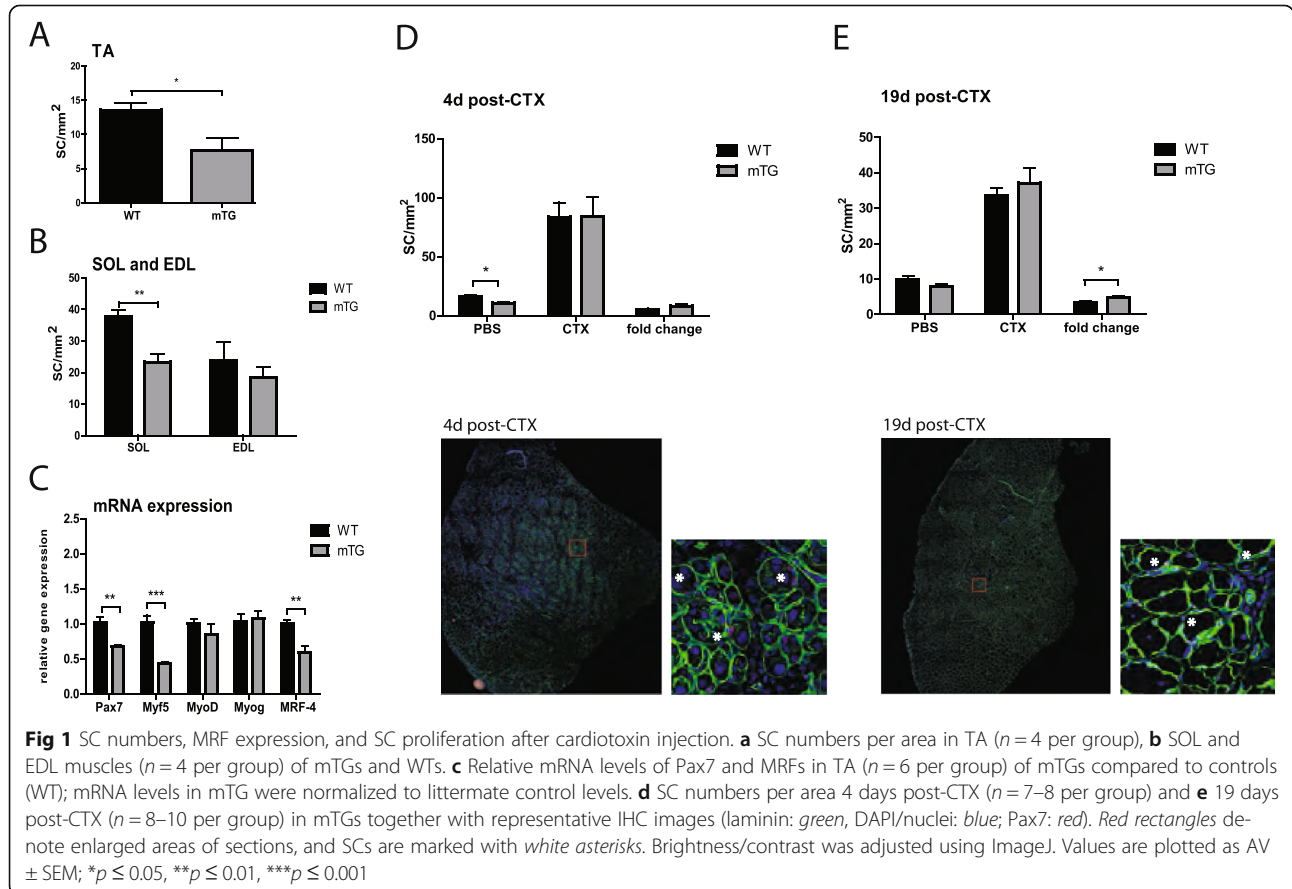 A
TA
SC/mm2
20
15
10
5
0
*
WT
mTG
B
SOL and EDL
SC/mm2
50
40
30
20
10
0
**
SOL
EDL
WT
mTG
C
mRNA expression
relative gene expression
2.5
2.0
1.5
1.0
0.5
0.0
**
***
**
Pax7
Myf5
MyoD
Myog
MRF-4
WT
mTG
D
4d post-CTX
SC/mm2
150
100
50
0
*
PBS
CTX
fold change
WT
mTG
4d post-CTX
*
*
*
E
19d post-CTX
SC/mm2
50
40
30
20
10
0
*
PBS
CTX
fold change
WT
mTG
19d post-CTX
*
*
*
Fig 1 SC numbers, MRF expression, and SC proliferation after cardiotoxin injection. a SC numbers per area in TA (n = 4 per group), b SOL and
EDL muscles (n = 4 per group) of mTGs and WTs. c Relative mRNA levels of Pax7 and MRFs in TA (n = 6 per group) of mTGs compared to controls
(WT); mRNA levels in mTG were normalized to littermate control levels. d SC numbers per area 4 days post-CTX (n = 7–8 per group) and e 19 days
post-CTX (n = 8–10 per group) in mTGs together with representative IHC images (laminin: green, DAPI/nuclei: blue; Pax7: red). Red rectangles de-
note enlarged areas of sections, and SCs are marked with white asterisks. Brightness/contrast was adjusted using ImageJ. Values are plotted as AV
± SEM; *p ≤ 0.05, **p ≤ 0.01, ***p ≤ 0.001